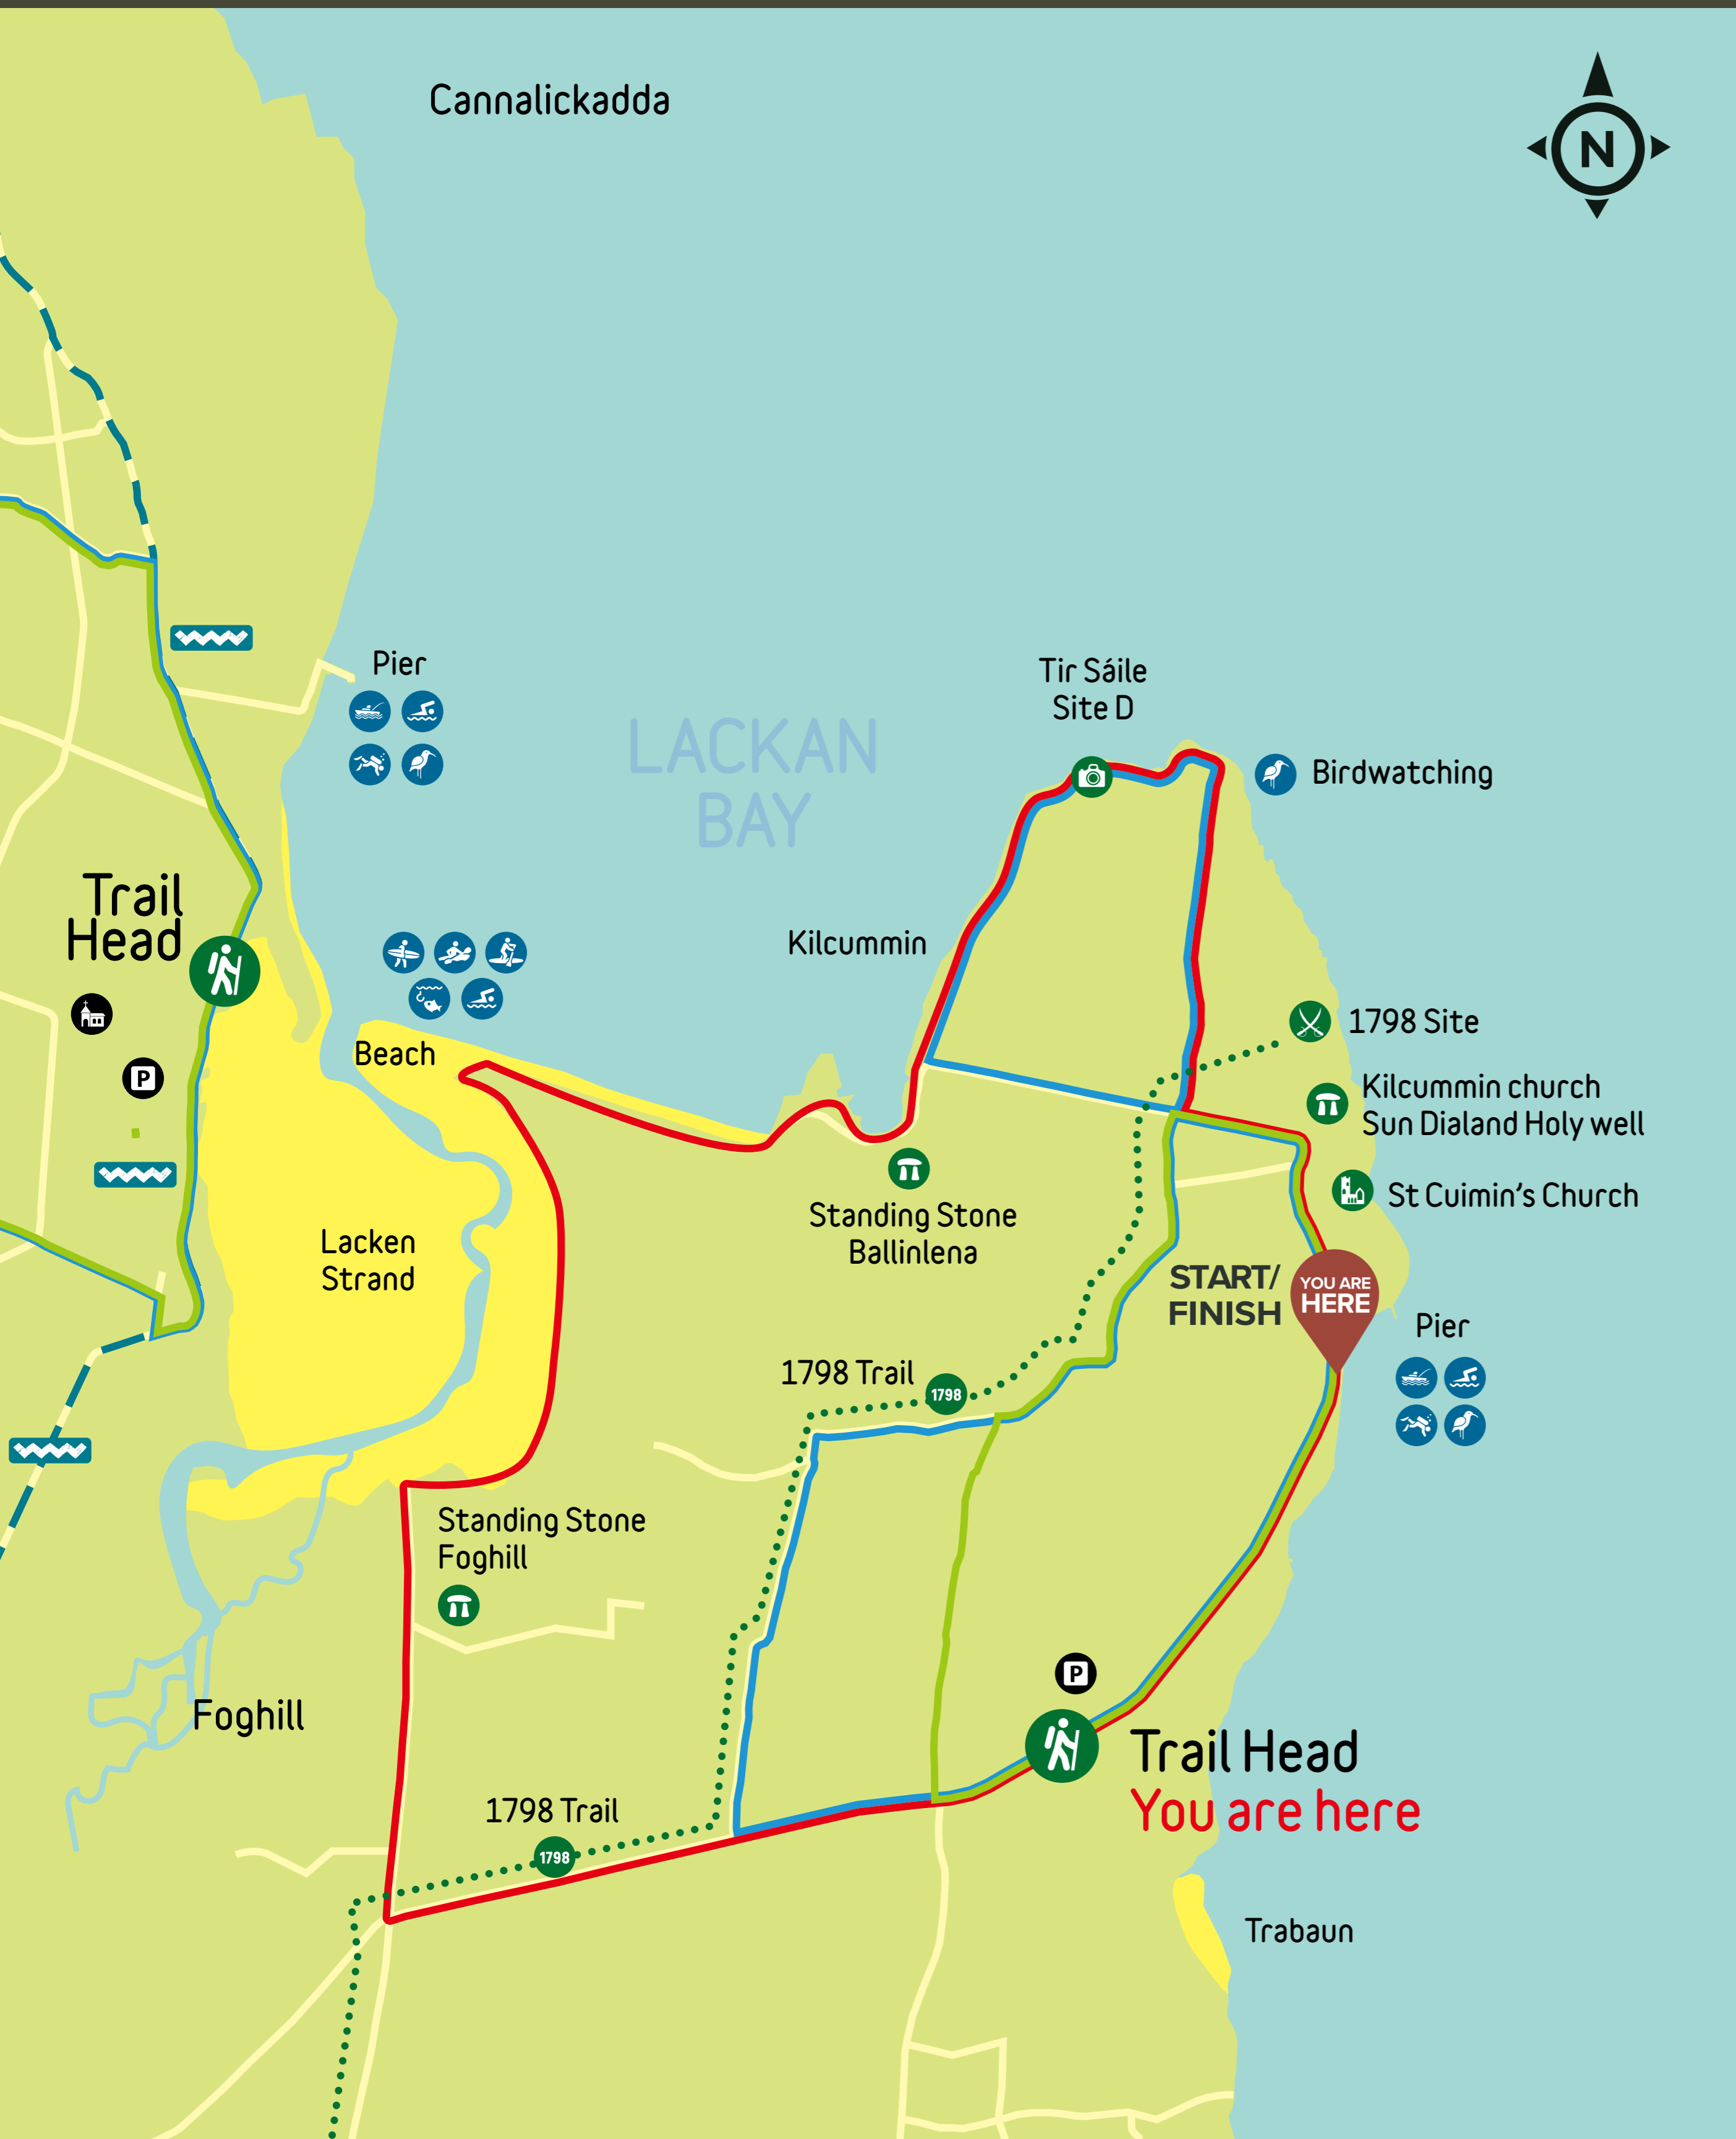 Cannalickadda
N
Pier
Tir Sáile
Site D
LACKAN
BAY
Birdwatching
Trail
Head
Kilcummin
1798 Site
Beach
P
Kilcummin church
Sun Dialand Holy well
St Cuimin's Church
Standing Stone
Ballinlena
Lacken
Strand
START/
FINISH
YOU ARE
HERE
Pier
1798 Trail
1798
Standing Stone
Foghill
P
Foghill
Trail Head
You are here
1798 Trail
1798
Trabaun